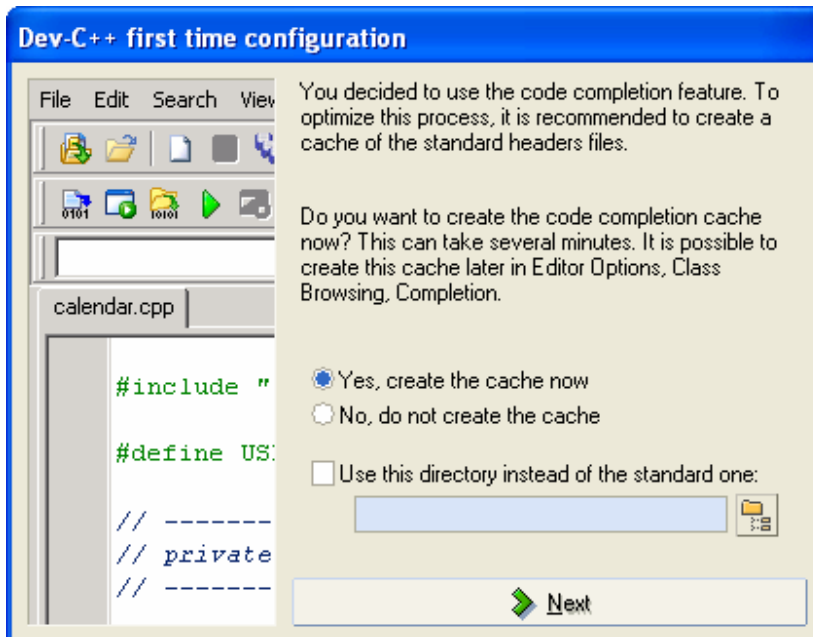 Dev-C++ first time configuration
File Edit Search View
You decided to use the code completion feature. To
optimize this process, it is recommended to create a
cache of the standard headers files.
Do you want to create the code completion cache
now? This can take several minutes. It is possible to
create this cache later in Editor Options, Class
Browsing, Completion.
calendar.cpp
#include "
#define US
// -------
// private
// -------
Yes, create the cache now
No, do not create the cache
Use this directory instead of the standard one:
Next